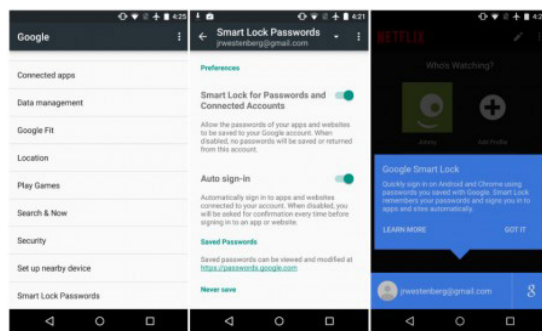 4:25
Google
Connected apps
Data management
Google Fit
Location
Play Games
Search & Now
Security
Set up nearby device
Smart Lock Passwords
4:21
Smart Lock Passwords
jrwestenberg@gmail.com
Preferences
Smart Lock for Passwords and
Connected Accounts
Allow the passwords of your apps and websites
to be saved to your Google account. When
disabled, no passwords will be saved or returned
from this account.
Auto sign-in
Automatically sign in to apps and websites
connected to your account. When disabled, you
will be asked for confirmation every time before
signing in to an app or website.
Saved Passwords
Saved passwords can be viewed and modified at
https://passwords.google.com
Never save
4:25
NETFLIX
Who's Watching?
Jimmy
Add Profile
Google Smart Lock
Quickly sign in on Android and Chrome using
passwords you saved with Google. Smart Lock
remembers your passwords and signs you in to
apps and sites automatically.
LEARN MORE
GOT IT
jrwestenberg@gmail.com
8